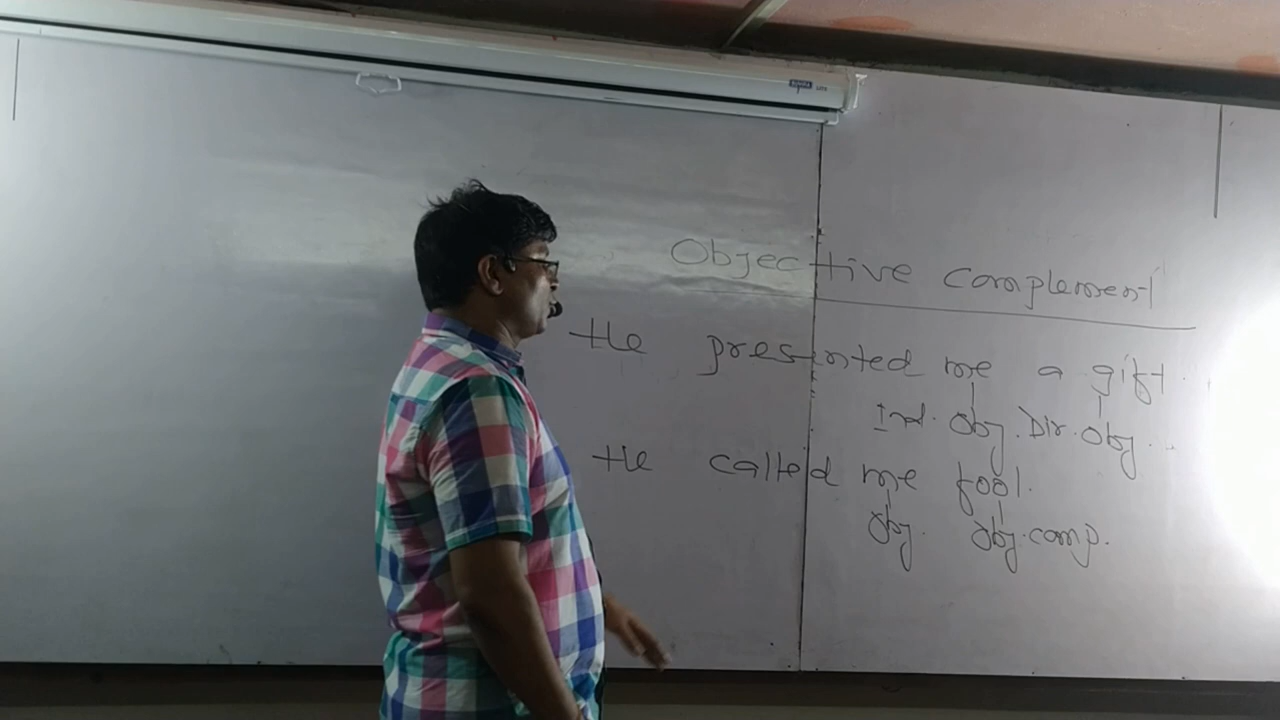 Objective complement
He presented me a gift.
Ind. obj. Dir. obj.
He called me fool.
obj. obj. comp.